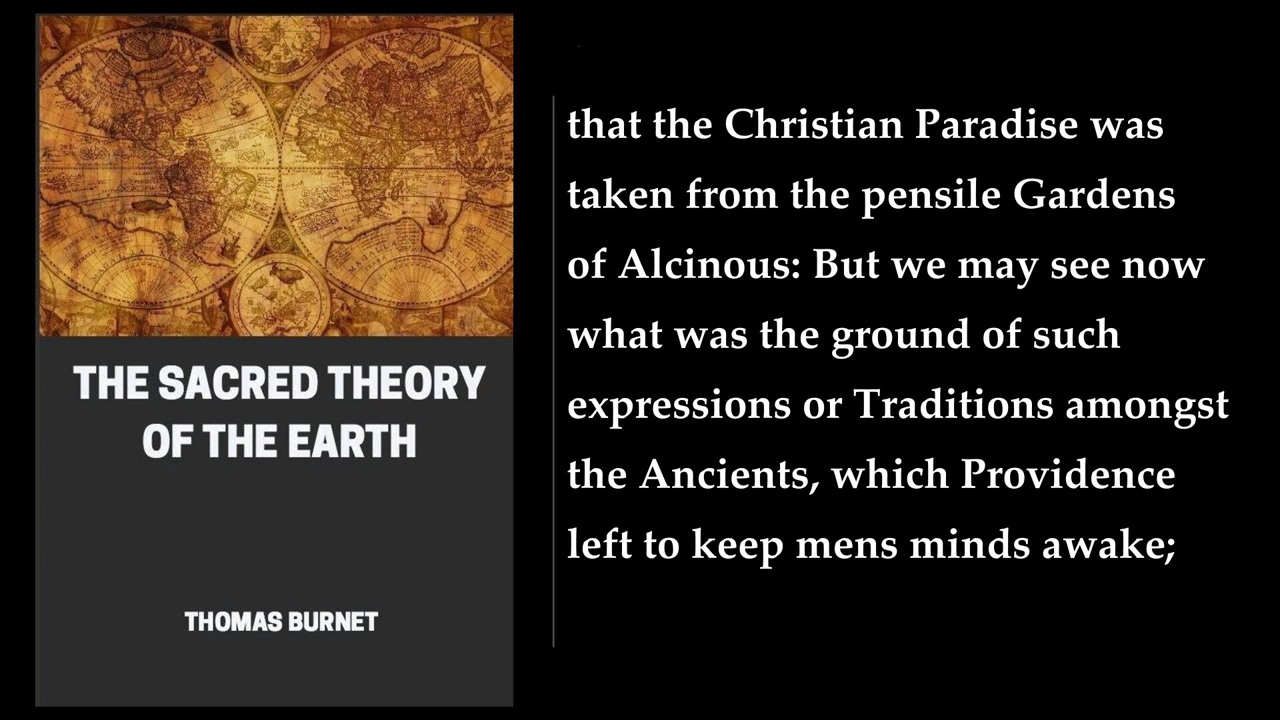 THE SACRED THEORY
OF THE EARTH
THOMAS BURNET
that the Christian Paradise was
taken from the pensile Gardens
of Alcinous: But we may see now
what was the ground of such
expressions or Traditions amongst
the Ancients, which Providence
left to keep mens minds awake;